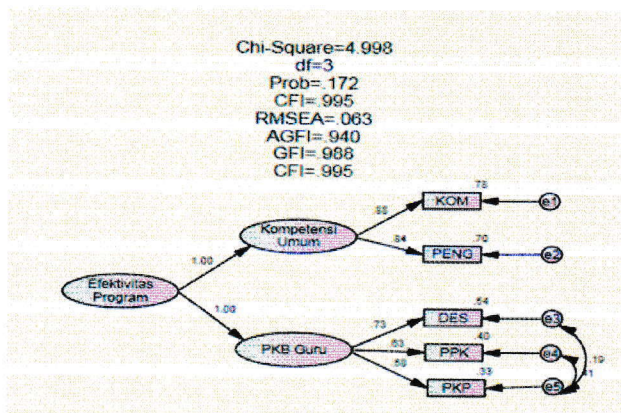 Chi-Square=4.998
df=3
Prob=.172
CFI=.995
RMSEA=.063
AGFI=.940
GFI=.988
CFI=.995
.78
KOM
e1
.88
Kompetensi
Umum
.84
.70
PENG
e2
1.00
Efektivitas
Program
1.00
.54
DES
e3
.73
PKB Guru
.63
.40
PPK
e4
.19
.58
.33
PKP
e5